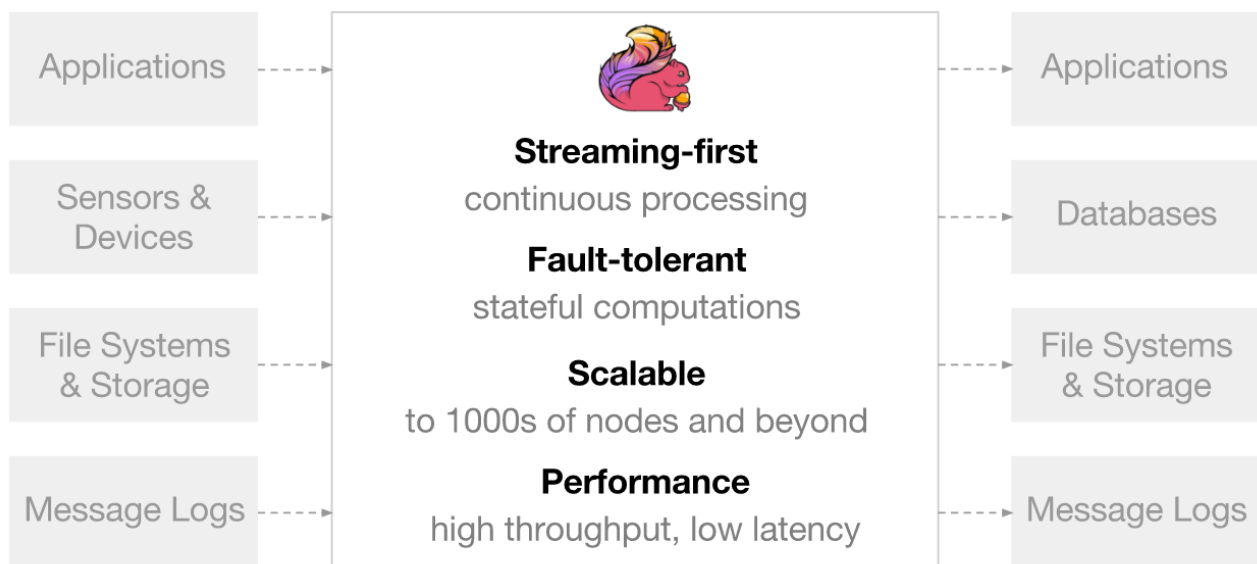 Applications
Sensors &
Devices
File Systems
& Storage
Message Logs
Streaming-first
continuous processing
Fault-tolerant
stateful computations
Scalable
to 1000s of nodes and beyond
Performance
high throughput, low latency
Applications
Databases
File Systems
& Storage
Message Logs